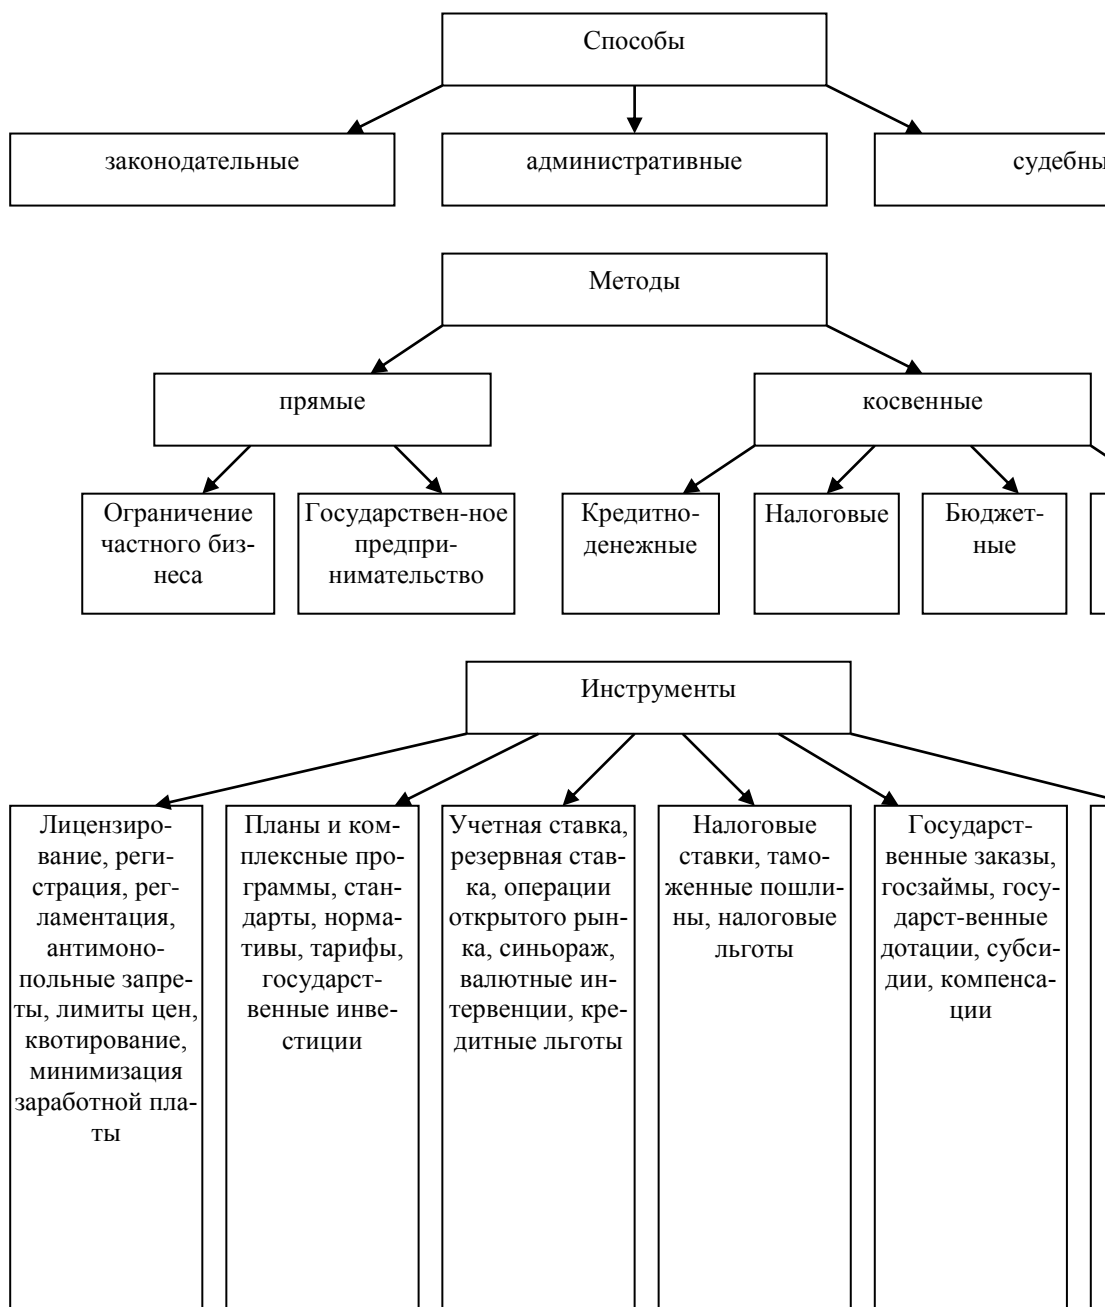 Способы
законодательные
административные
судебны
Методы
прямые
косвенные
Ограничение
частного биз-
неса
Государствен-ное
предпри-
нимательство
Кредитно-
денежные
Налоговые
Бюджет-
ные
Инструменты
Лицензиро-
вание, реги-
страция, рег-
ламентация,
антимоно-
польные запре-
ты, лимиты цен,
квотирование,
минимизация
заработной пла-
ты
Планы и ком-
плексные про-
граммы, стан-
дарты, норма-
тивы, тарифы,
государст-
венные инве-
стиции
Учетная ставка,
резервная став-
ка, операции
открытого рын-
ка, синьораж,
валютные ин-
тервенции, кре-
дитные льготы
Налоговые
ставки, тамо-
женные пошли-
ны, налоговые
льготы
Государст-
венные заказы,
госзаймы, госу-
дарст-венные
дотации, субси-
дии, компенса-
ции